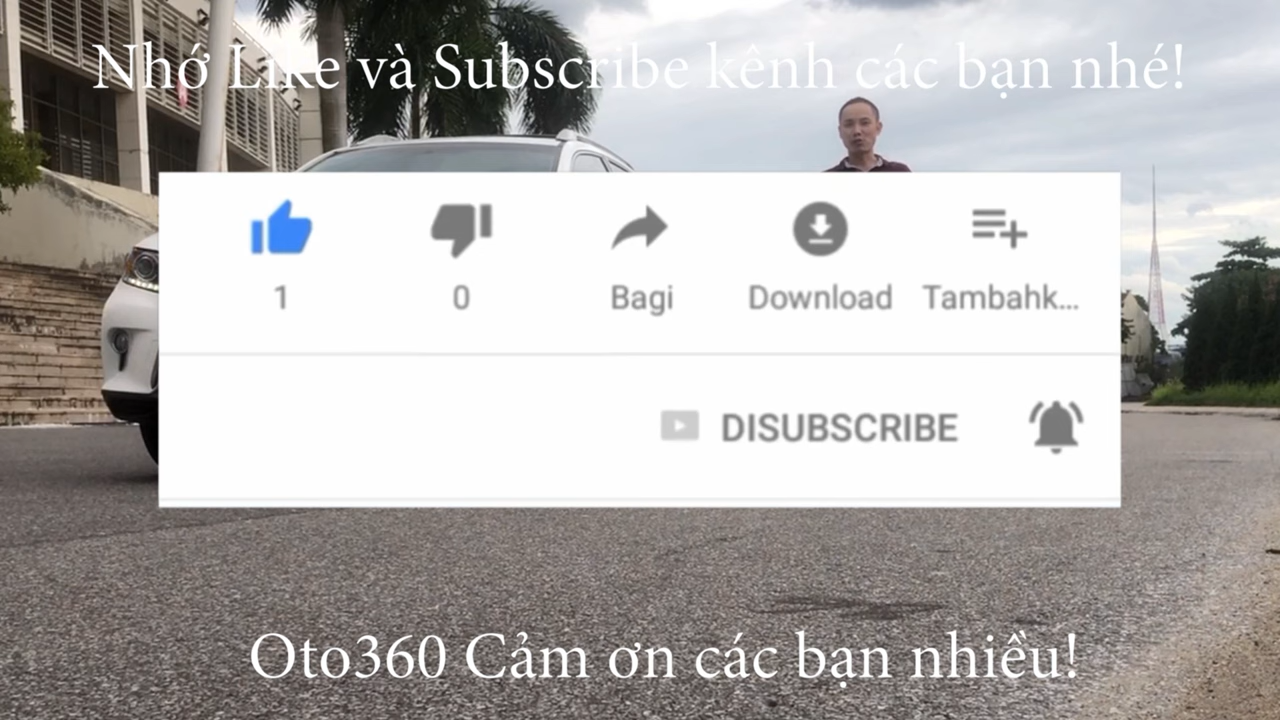 Nhớ Like và Subscribe kênh các bạn nhé!
1 0 Bagi Download Tambahk...
DISUBSCRIBE
Oto360 Cảm ơn các bạn nhiều!